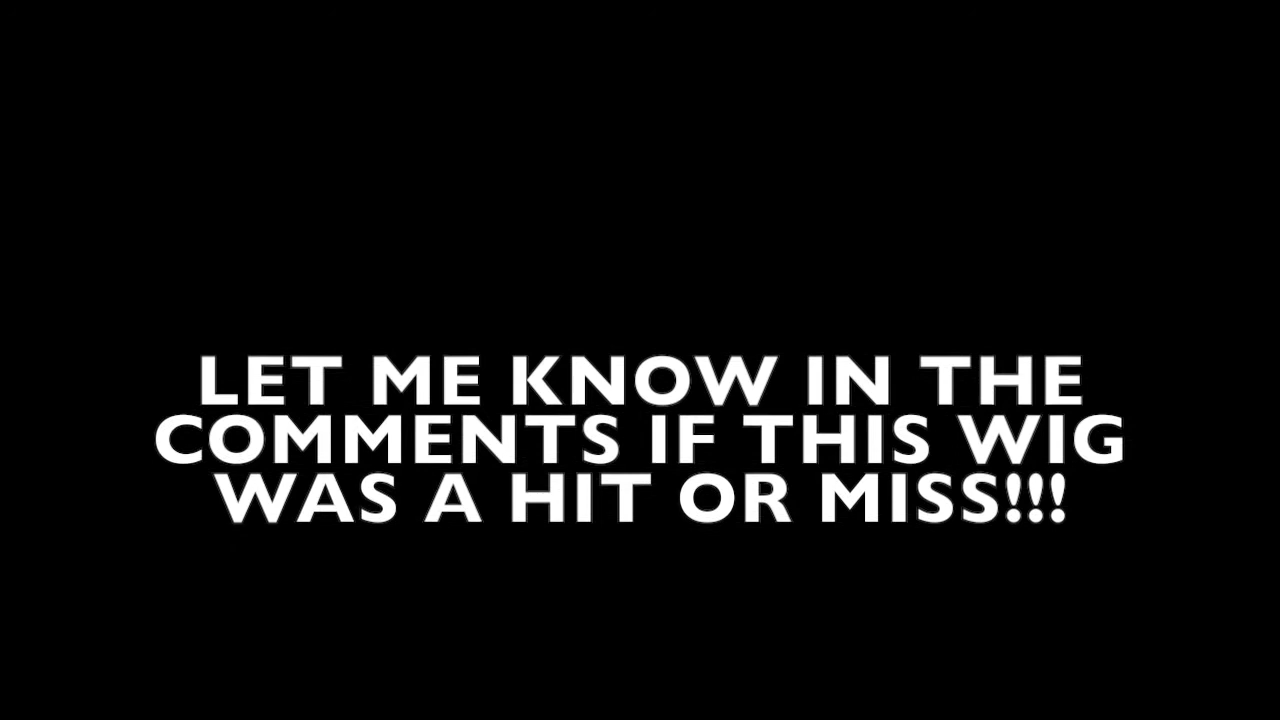 LET ME KNOW IN THE
COMMENTS IF THIS WIG
WAS A HIT OR MISS!!!